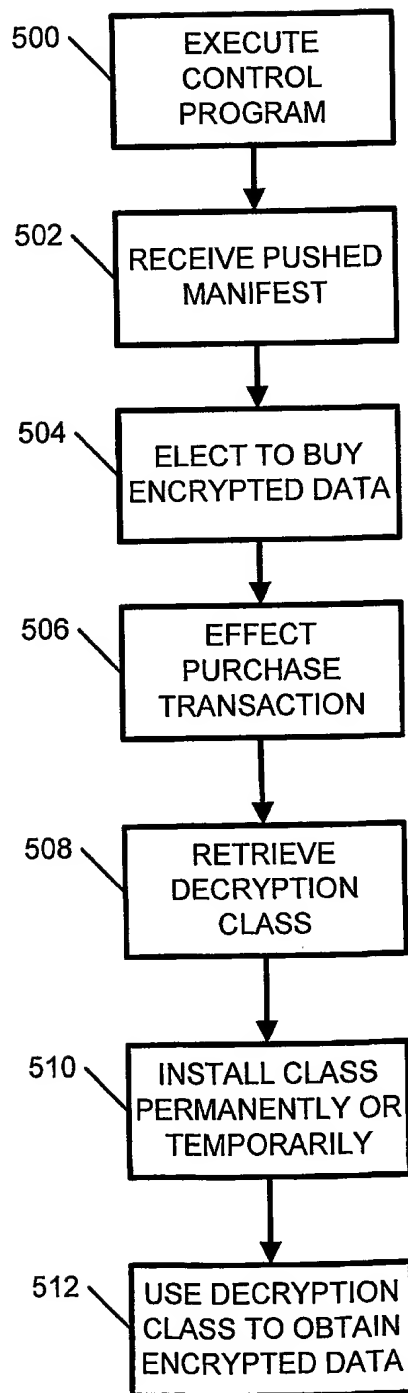 500
EXECUTE
CONTROL
PROGRAM
502
RECEIVE PUSHED
MANIFEST
504
ELECT TO BUY
ENCRYPTED DATA
506
EFFECT
PURCHASE
TRANSACTION
508
RETRIEVE
DECRYPTION
CLASS
510
INSTALL CLASS
PERMANENTLY OR
TEMPORARILY
512
USE DECRYPTION
CLASS TO OBTAIN
ENCRYPTED DATA